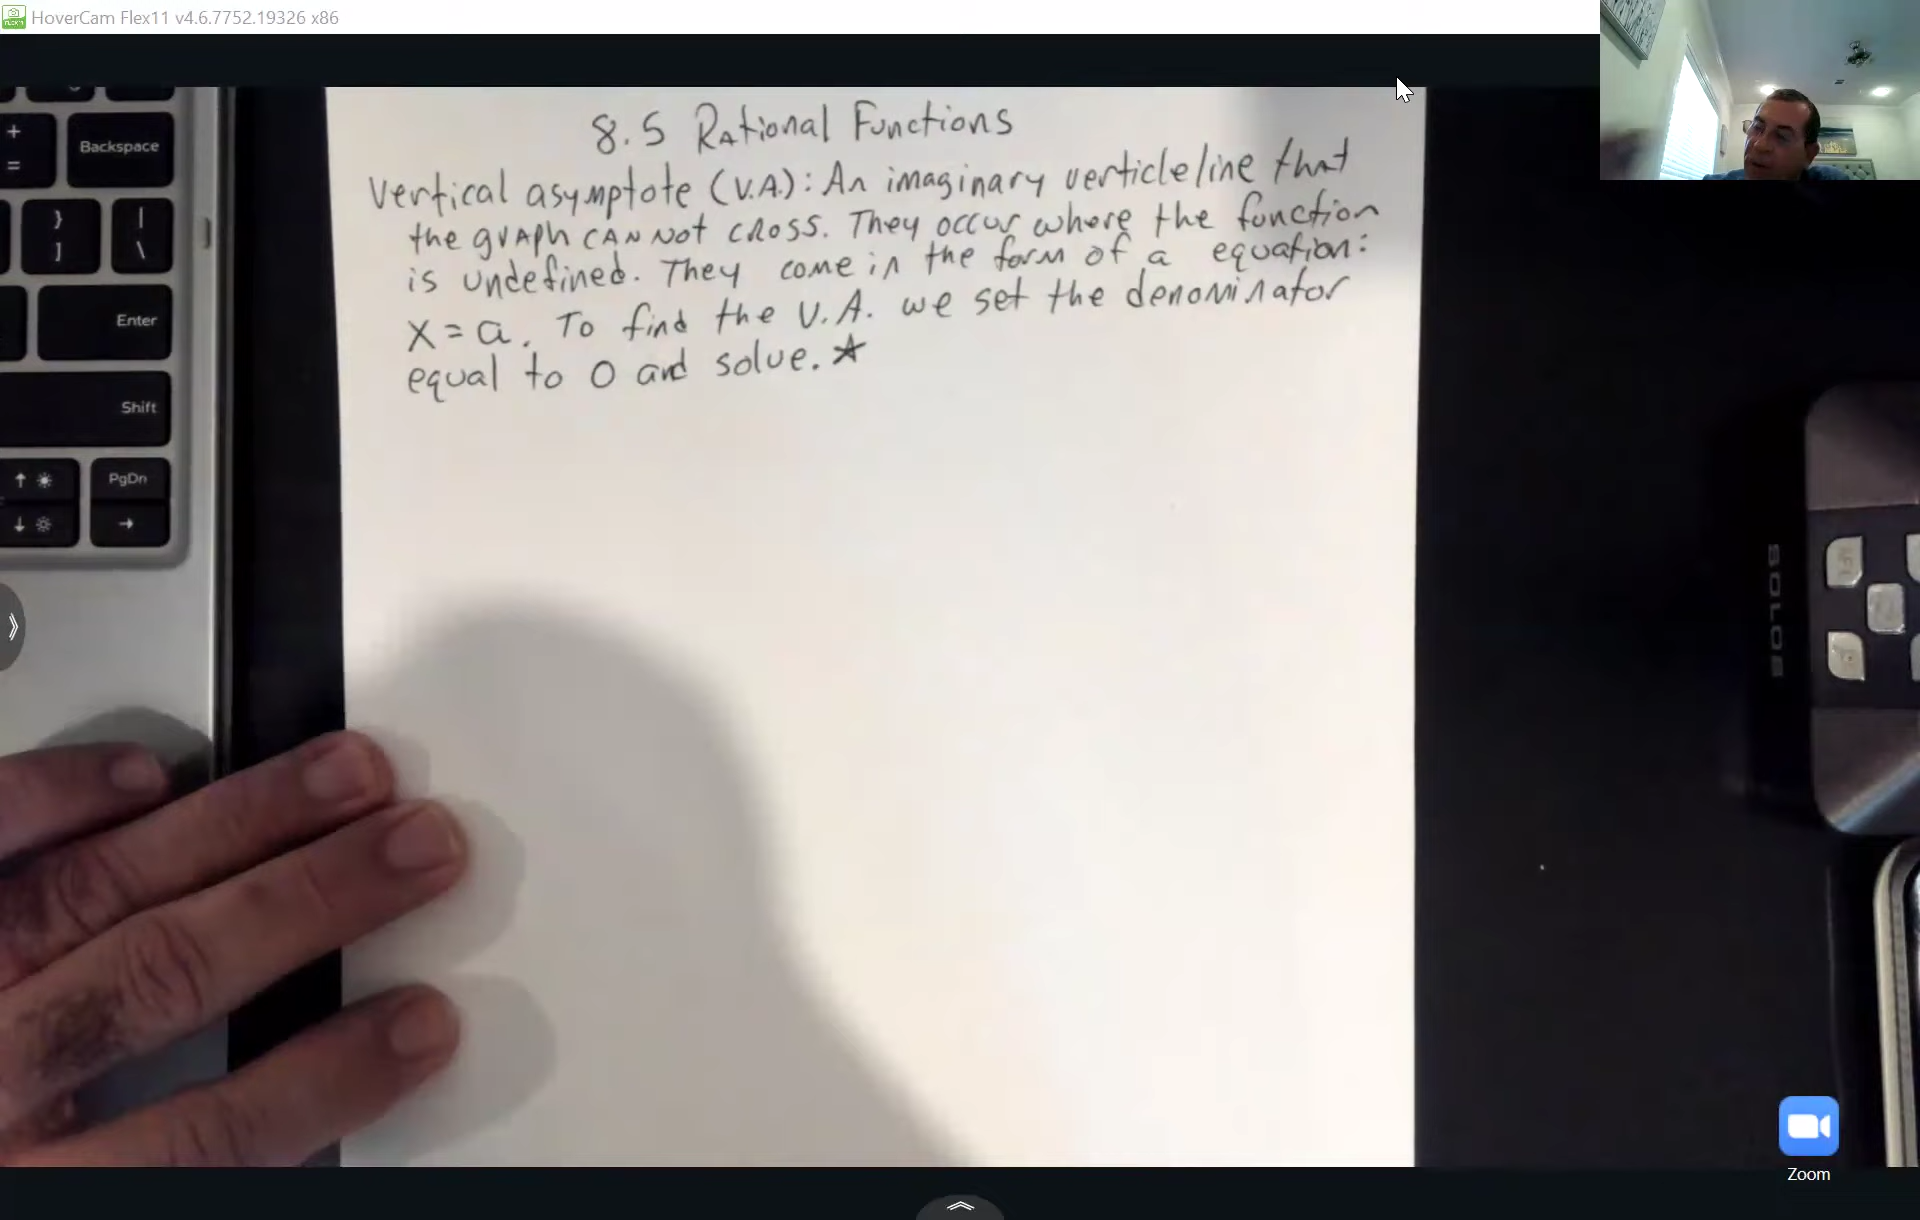 HoverCam Flex11 v4.6.7752.19326 x86
8.5 Rational Functions
Vertical asymptote (V.A.): An imaginary verticle line that
the graph CAN Not cross. They occur where the function
is undefined. They come in the form of a equation:
X = a. To find the V.A. we set the denominator
equal to 0 and solve. ☆
+
=
Backspace
}
]
|
\
Enter
Shift
↑
PgDn
↓
→
SOLOS
Zoom